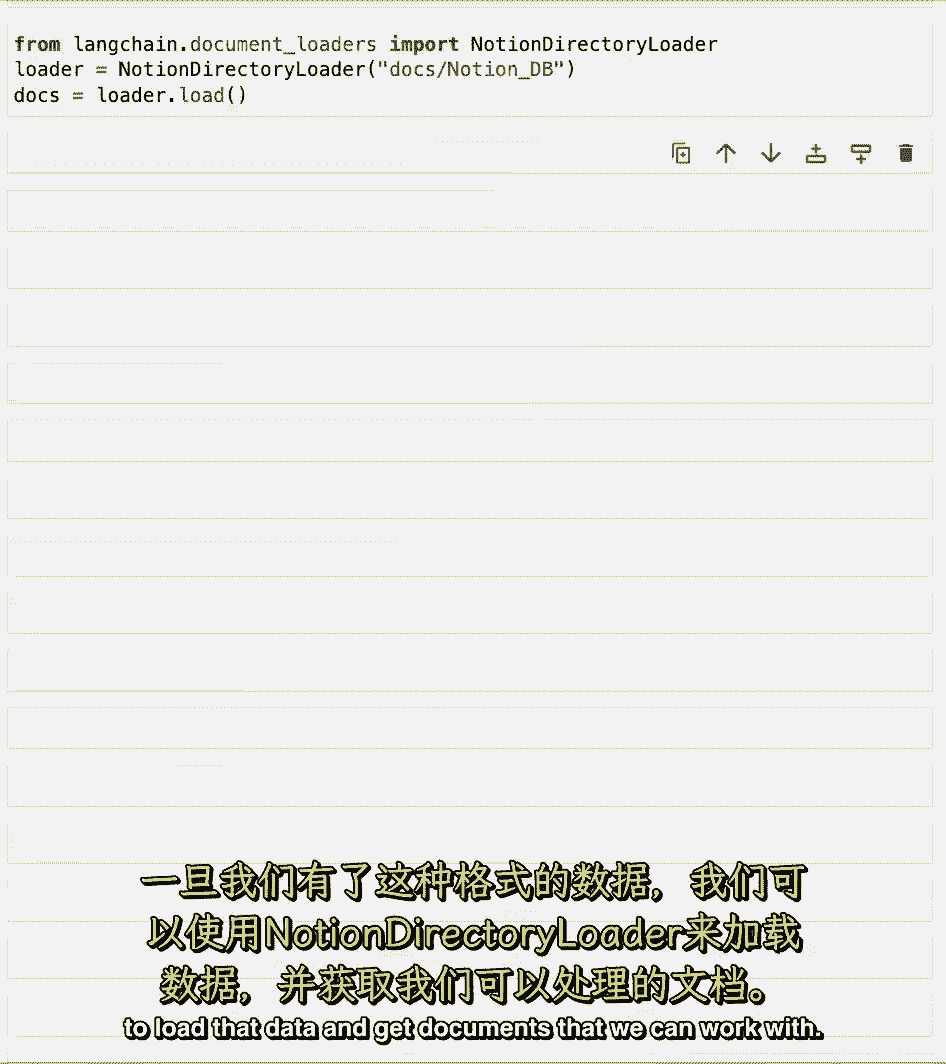 from langchain.document_loaders import NotionDirectoryLoader
loader = NotionDirectoryLoader("docs/Notion_DB")
docs = loader.load()
一旦我们有了这种格式的数据，我们可
以使用NotionDirectoryLoader来加载
数据，并获取我们可以处理的文档。
to load that data and get documents that we can work with.